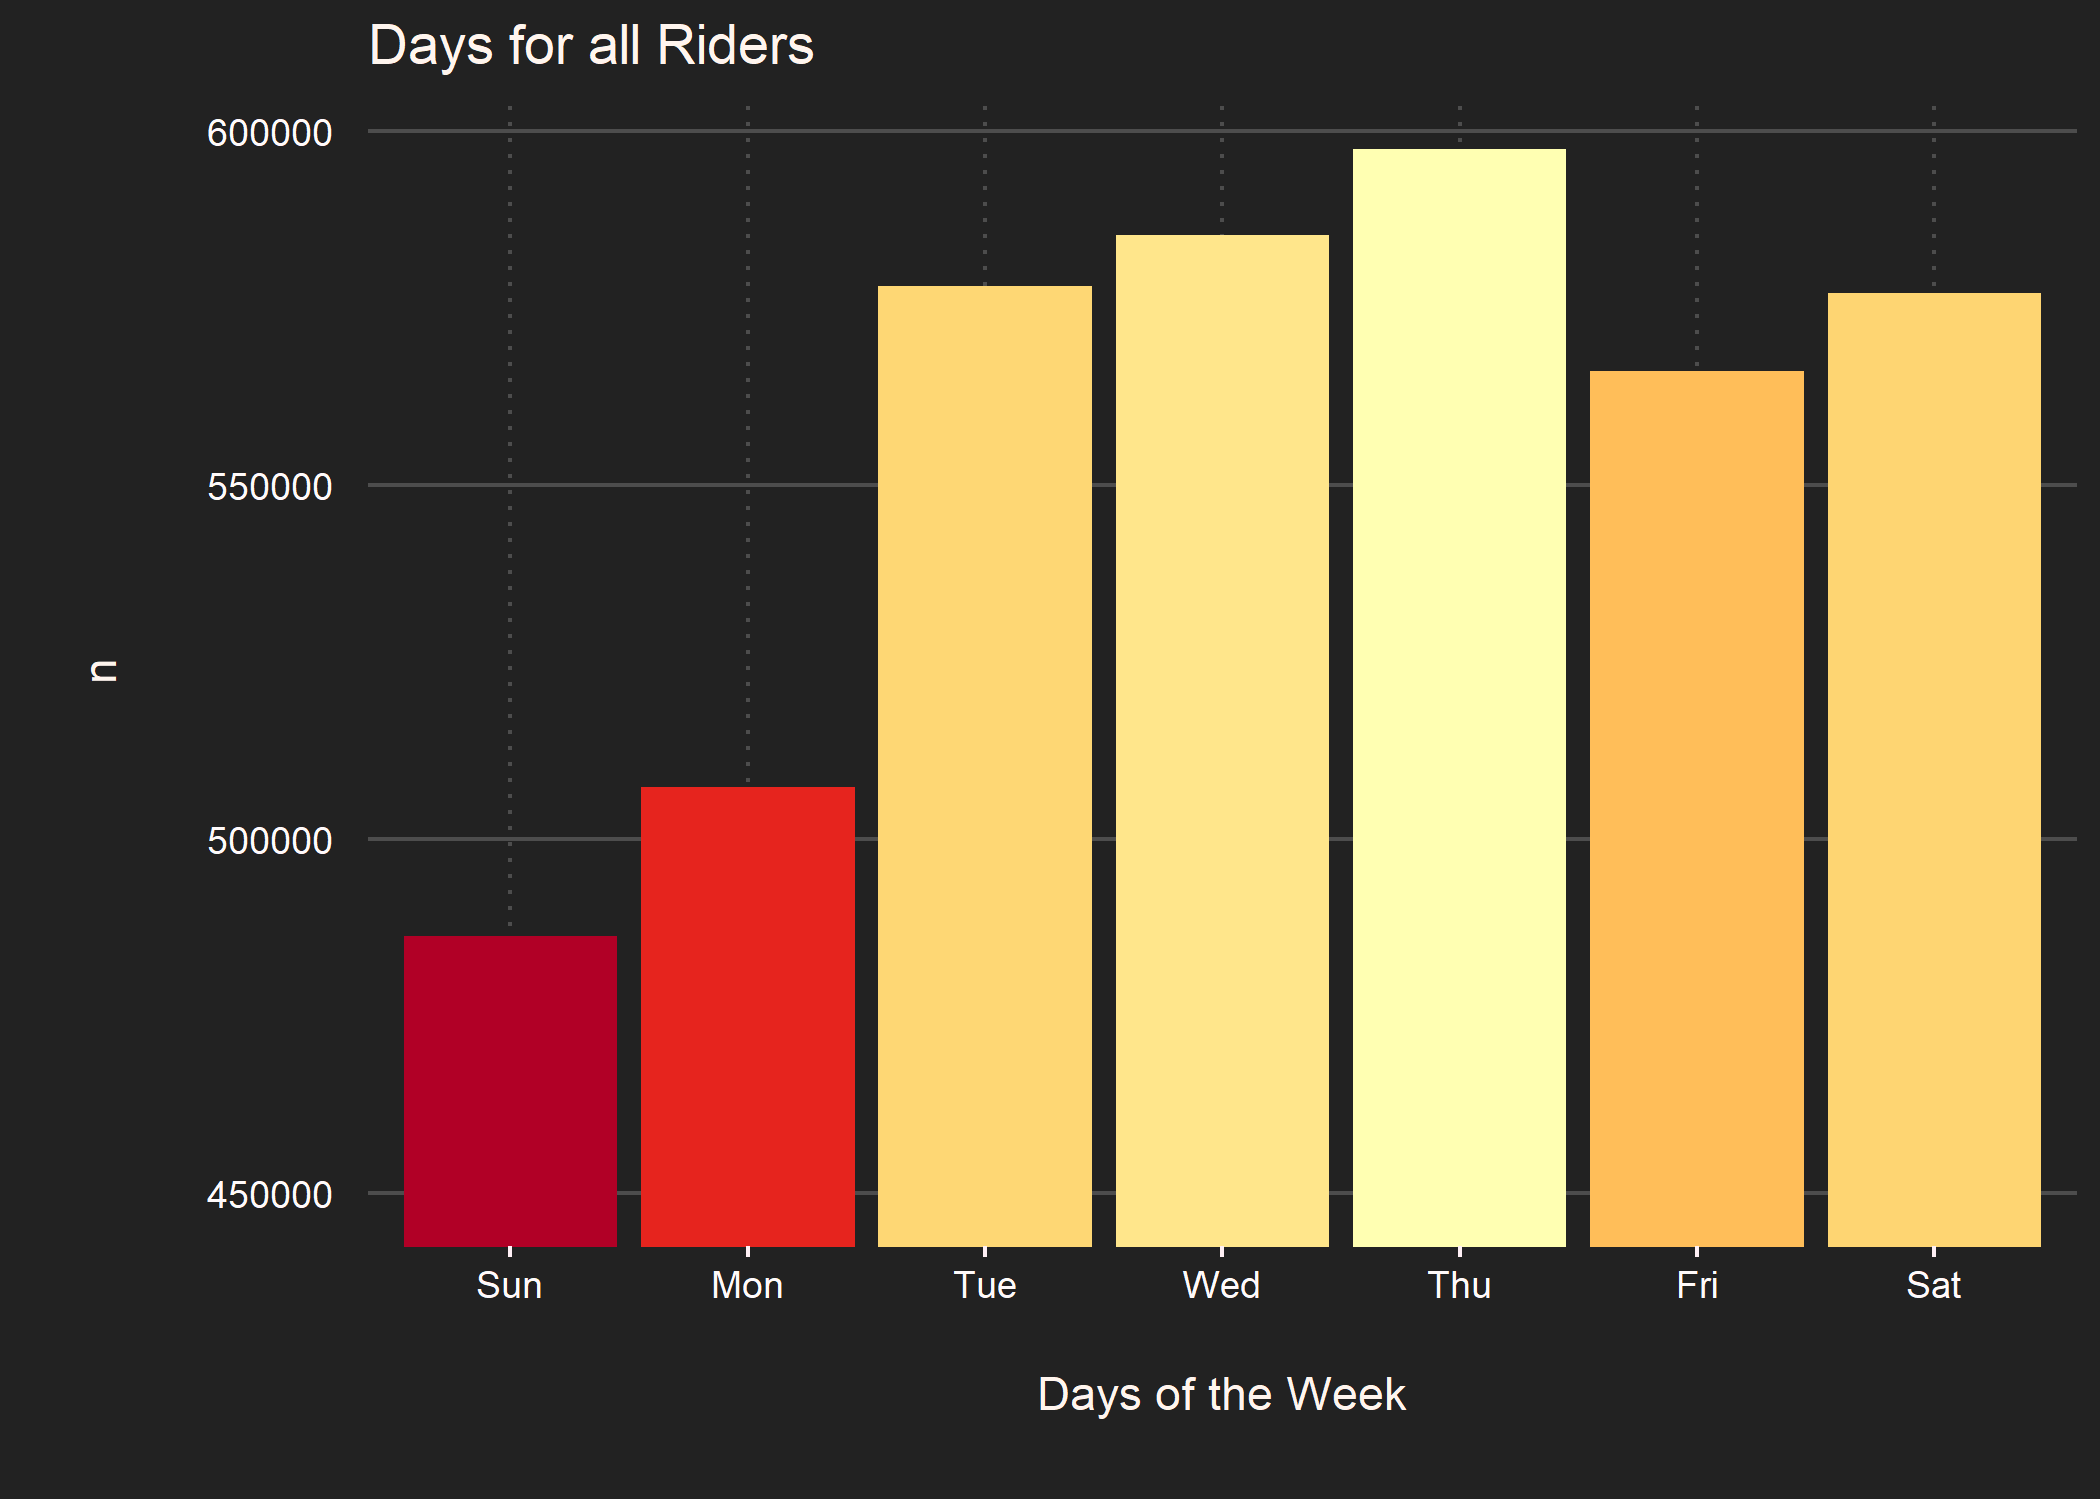 Days for all Riders
600000
550000
500000
450000
n
Sun Mon Tue Wed Thu Fri Sat
Days of the Week